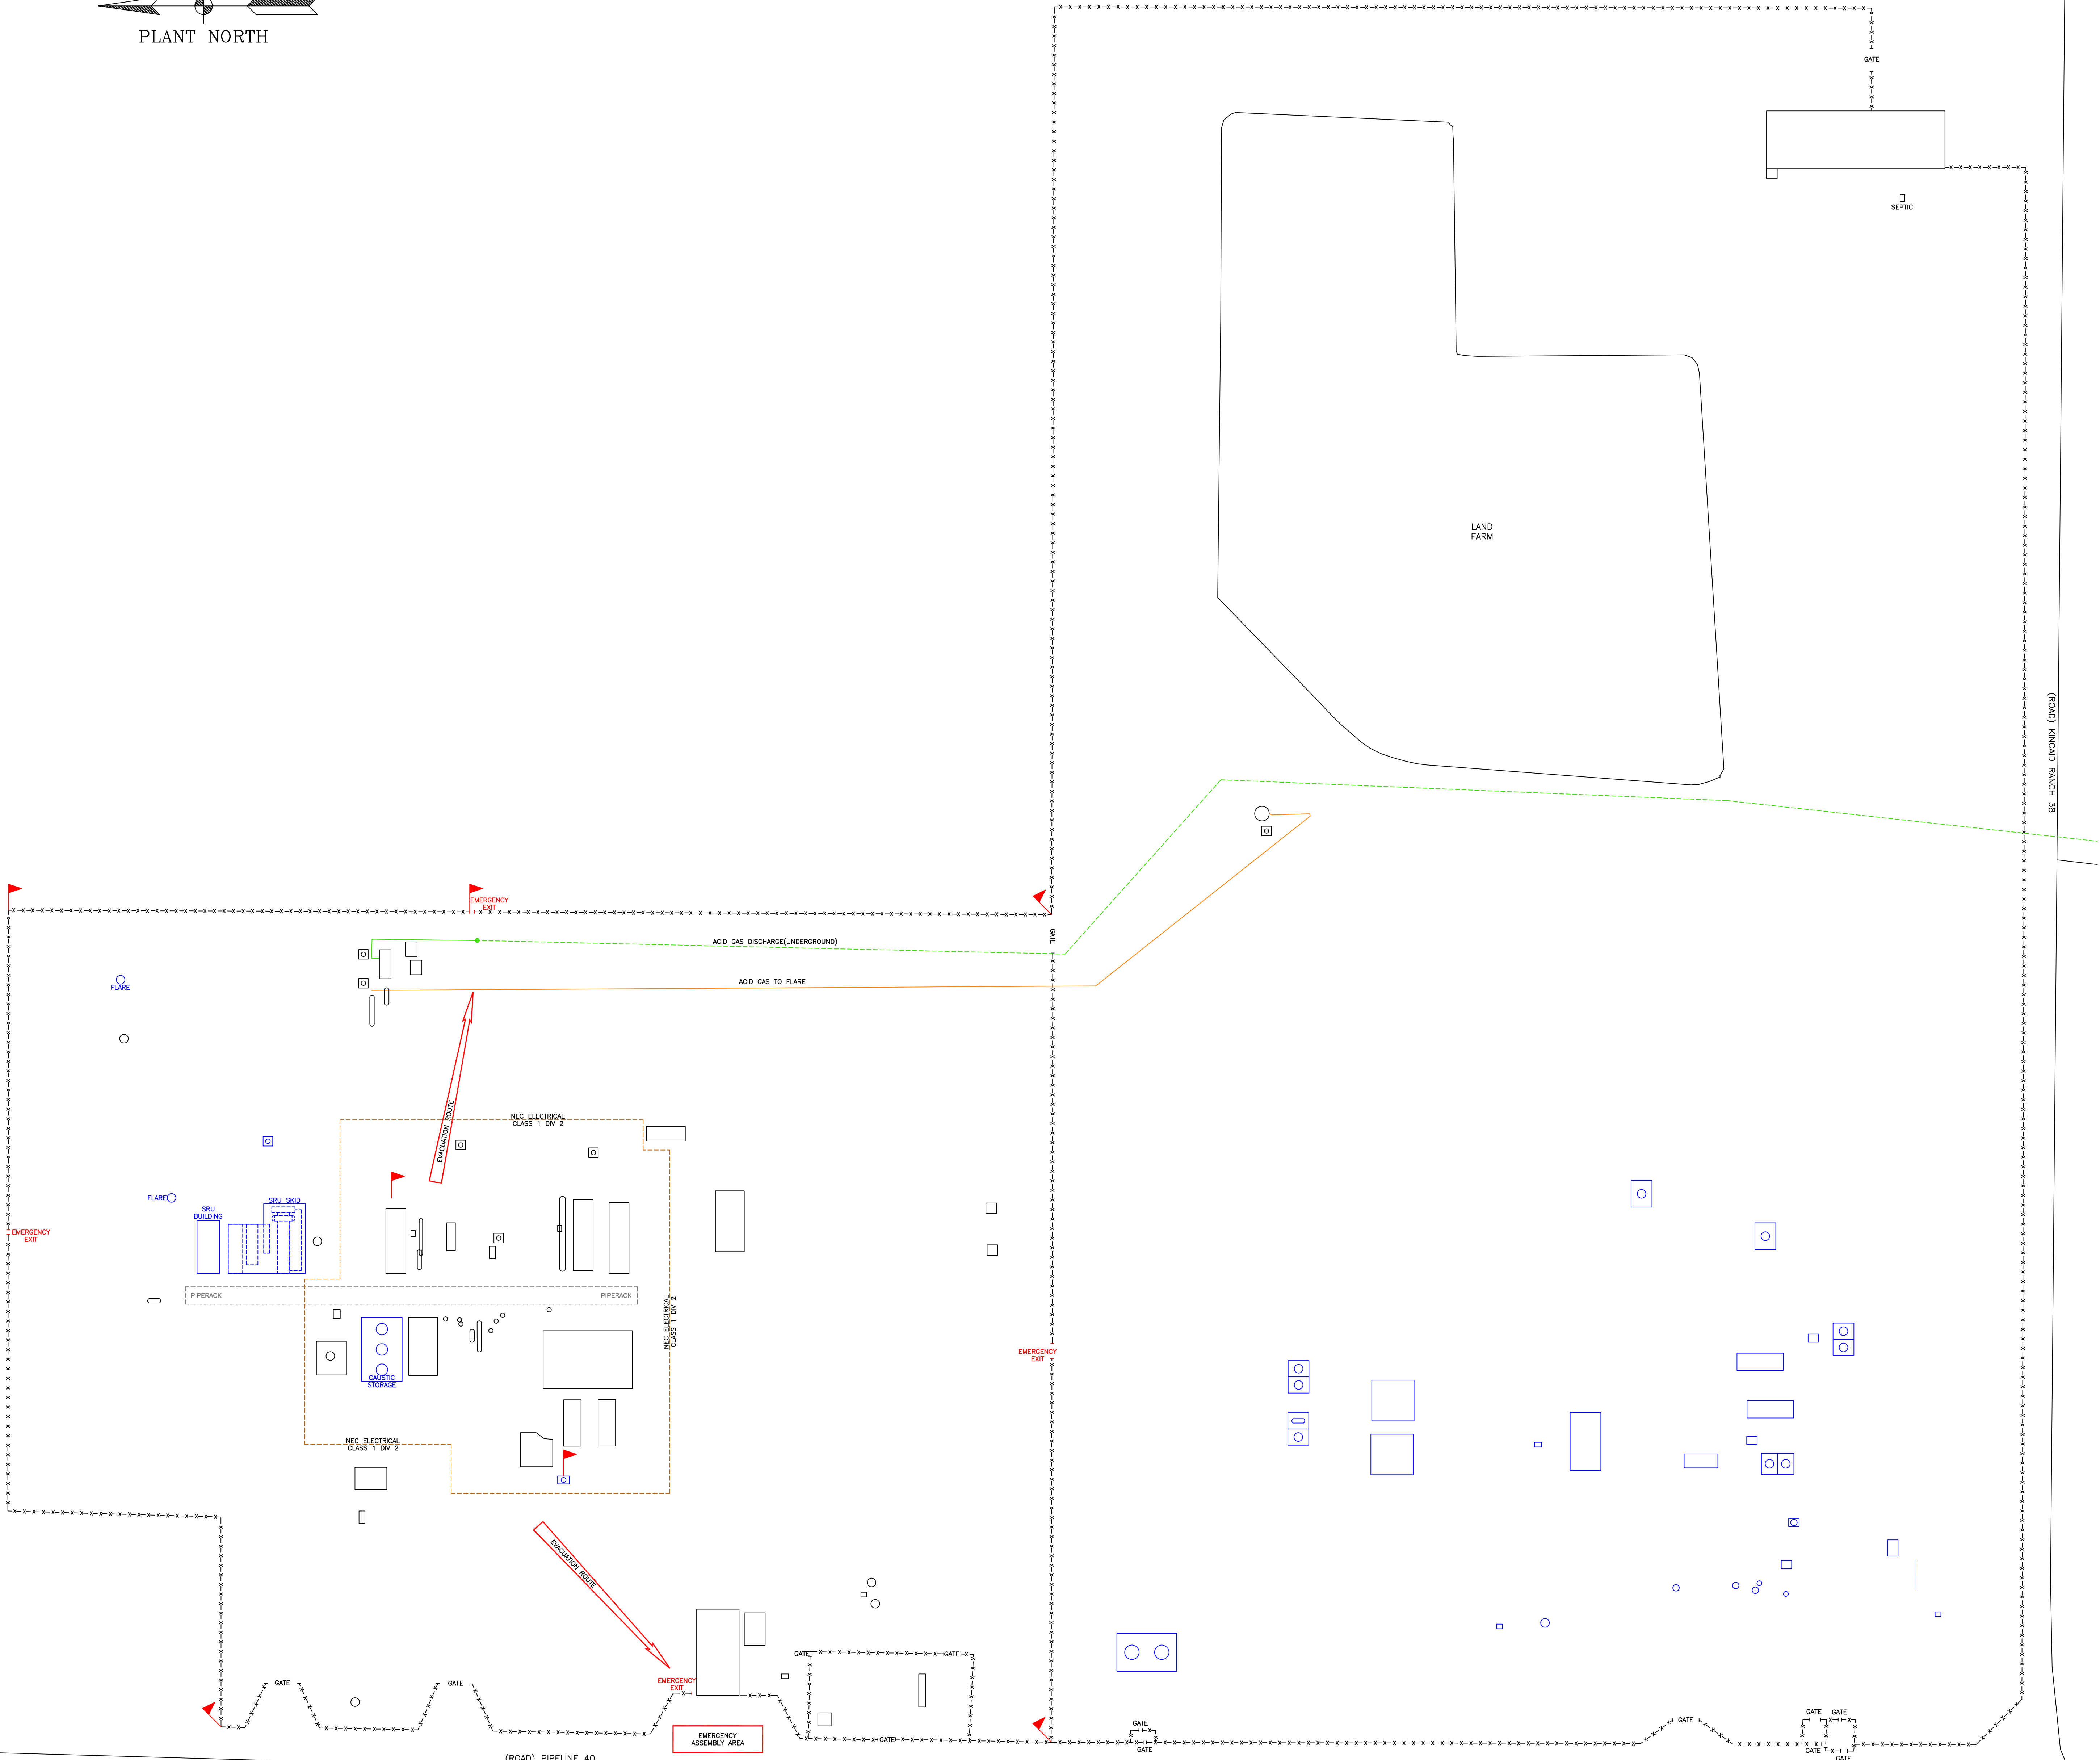 PLANT NORTH
GATE
SEPTIC
LAND
FARM
(ROAD) KINCAID RANCH 38
EMERGENCY
EXIT
GATE
ACID GAS DISCHARGE(UNDERGROUND)
ACID GAS TO FLARE
FLARE
EVACUATION ROUTE
NEC ELECTRICAL
CLASS 1 DIV 2
FLARE
SRU SKID
SRU
BUILDING
EMERGENCY
EXIT
PIPERACK
PIPERACK
NEC ELECTRICAL
CLASS 1 DIV 2
EMERGENCY
EXIT
CAUSTIC
STORAGE
NEC ELECTRICAL
CLASS 1 DIV 2
EVACUATION ROUTE
GATE
GATE
EMERGENCY
EXIT
GATE
GATE
EMERGENCY
ASSEMBLY AREA
GATE
GATE
GATE
GATE
GATE
GATE
GATE
GATE
(ROAD) PIPELINE 40